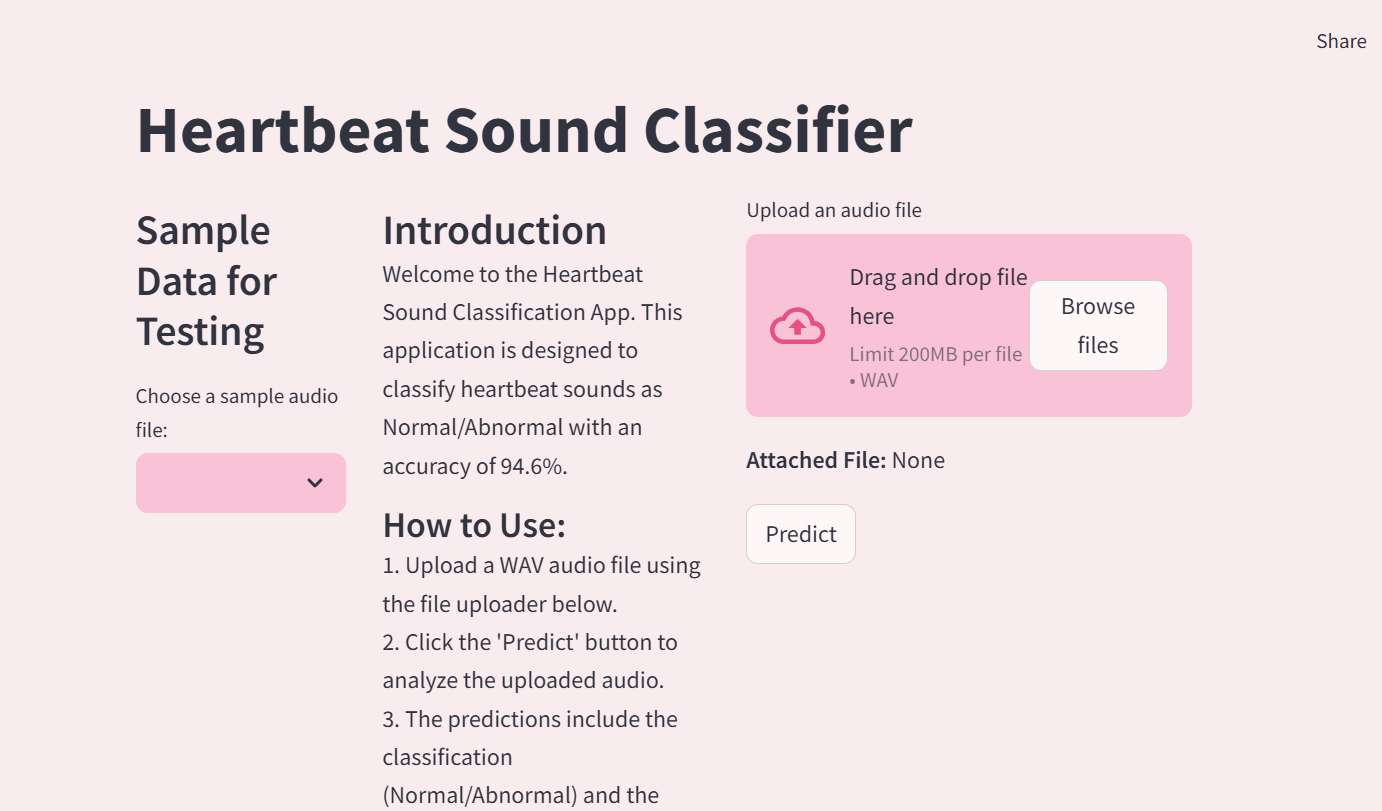 Share
Heartbeat Sound Classifier
Sample
Data for
Testing
Choose a sample audio
file:
Introduction
Welcome to the Heartbeat
Sound Classification App. This
application is designed to
classify heartbeat sounds as
Normal/Abnormal with an
accuracy of 94.6%.
How to Use:
1. Upload a WAV audio file using
the file uploader below.
2. Click the 'Predict' button to
analyze the uploaded audio.
3. The predictions include the
classification
(Normal/Abnormal) and the
Upload an audio file
Drag and drop file
here
Limit 200MB per file
• WAV
Browse
files
Attached File: None
Predict